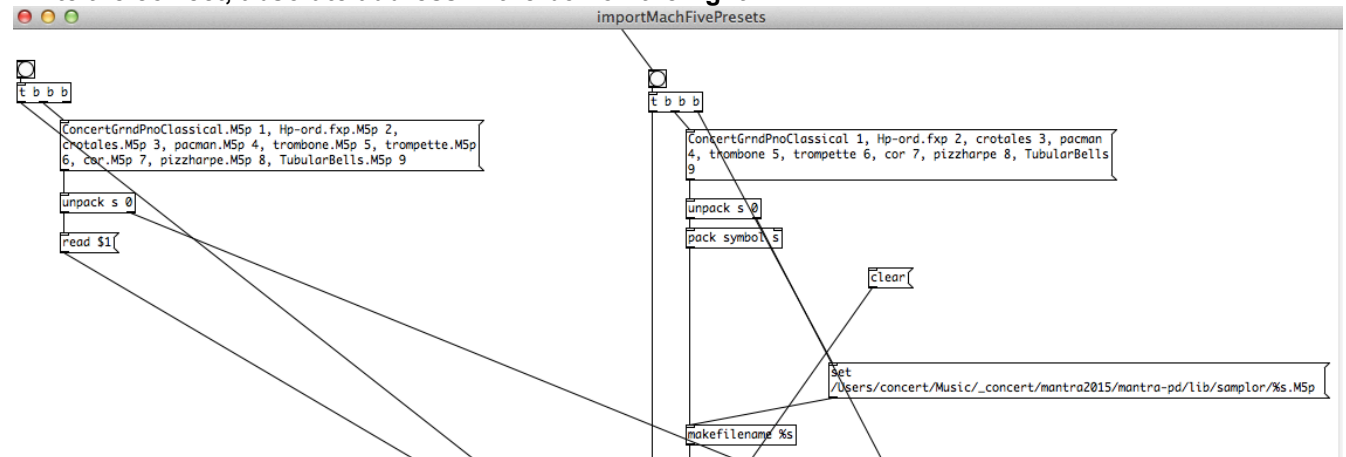 importMachFivePresets
t b b b
ConcertGrndPnoClassical.M5p 1, Hp-ord.fxp.M5p 2,
crotales.M5p 3, pacman.M5p 4, trombone.M5p 5, trompette.M5p
6, cor.M5p 7, pizzharpe.M5p 8, TubularBells.M5p 9
unpack s 0
read $1
t b b b
ConcertGrndPnoClassical 1, Hp-ord.fxp 2, crotales 3, pacman
4, trombone 5, trompette 6, cor 7, pizzharpe 8, TubularBells
9
unpack s 0
pack symbol s
clear
set
/Users/concert/Music/_concert/mantra2015/mantra-pd/lib/samplor/%s.M5p
makefilename %s